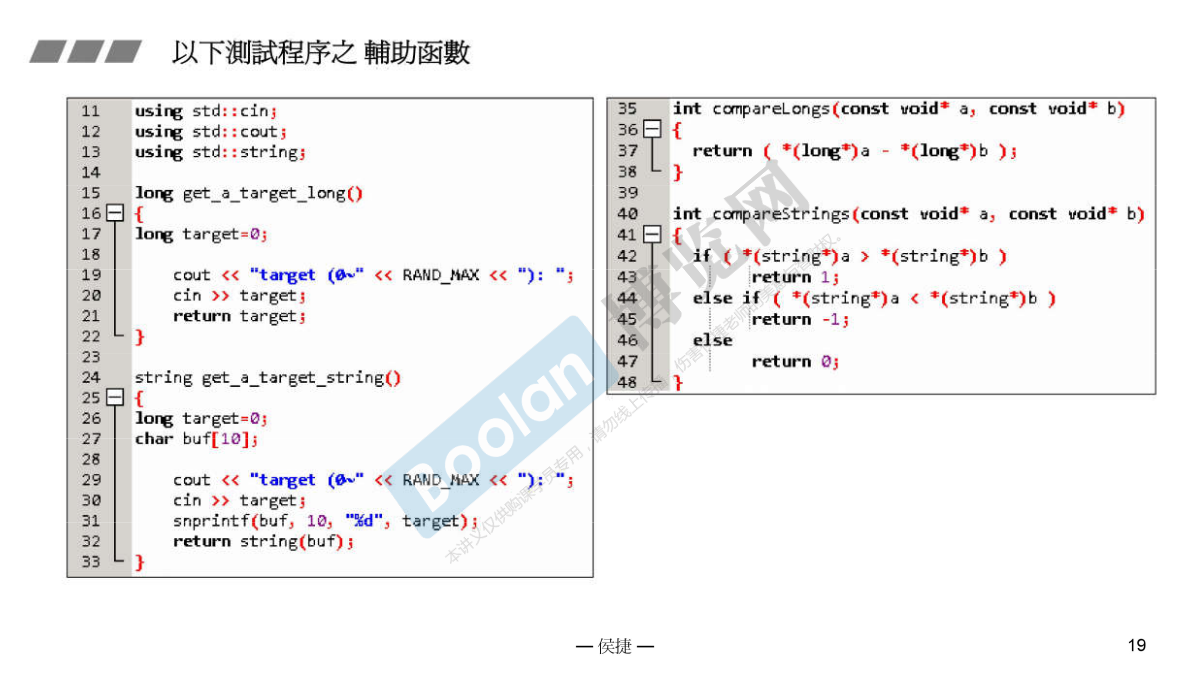 以下測試程序之 輔助函數
11 using std::cin;
12 using std::cout;
13 using std::string;
14
15 long get_a_target_long()
16 {
17 long target=0;
18
19 cout << "target (0~" << RAND_MAX << "): ";
20 cin >> target;
21 return target;
22 }
23
24 string get_a_target_string()
25 {
26 long target=0;
27 char buf[10];
28
29 cout << "target (0~" << RAND_MAX << "): ";
30 cin >> target;
31 snprintf(buf, 10, "%d", target);
32 return string(buf);
33 }
35 int compareLongs(const void* a, const void* b)
36 {
37 return ( *(long*)a - *(long*)b );
38 }
39
40 int compareStrings(const void* a, const void* b)
41 {
42 if ( *(string*)a > *(string*)b )
43 return 1;
44 else if ( *(string*)a < *(string*)b )
45 return -1;
46 else
47 return 0;
48 }
Boolan 博览网
本讲义仅供购课学员专用，请勿线上传播，伤害侯捷老师
— 侯捷 —
19